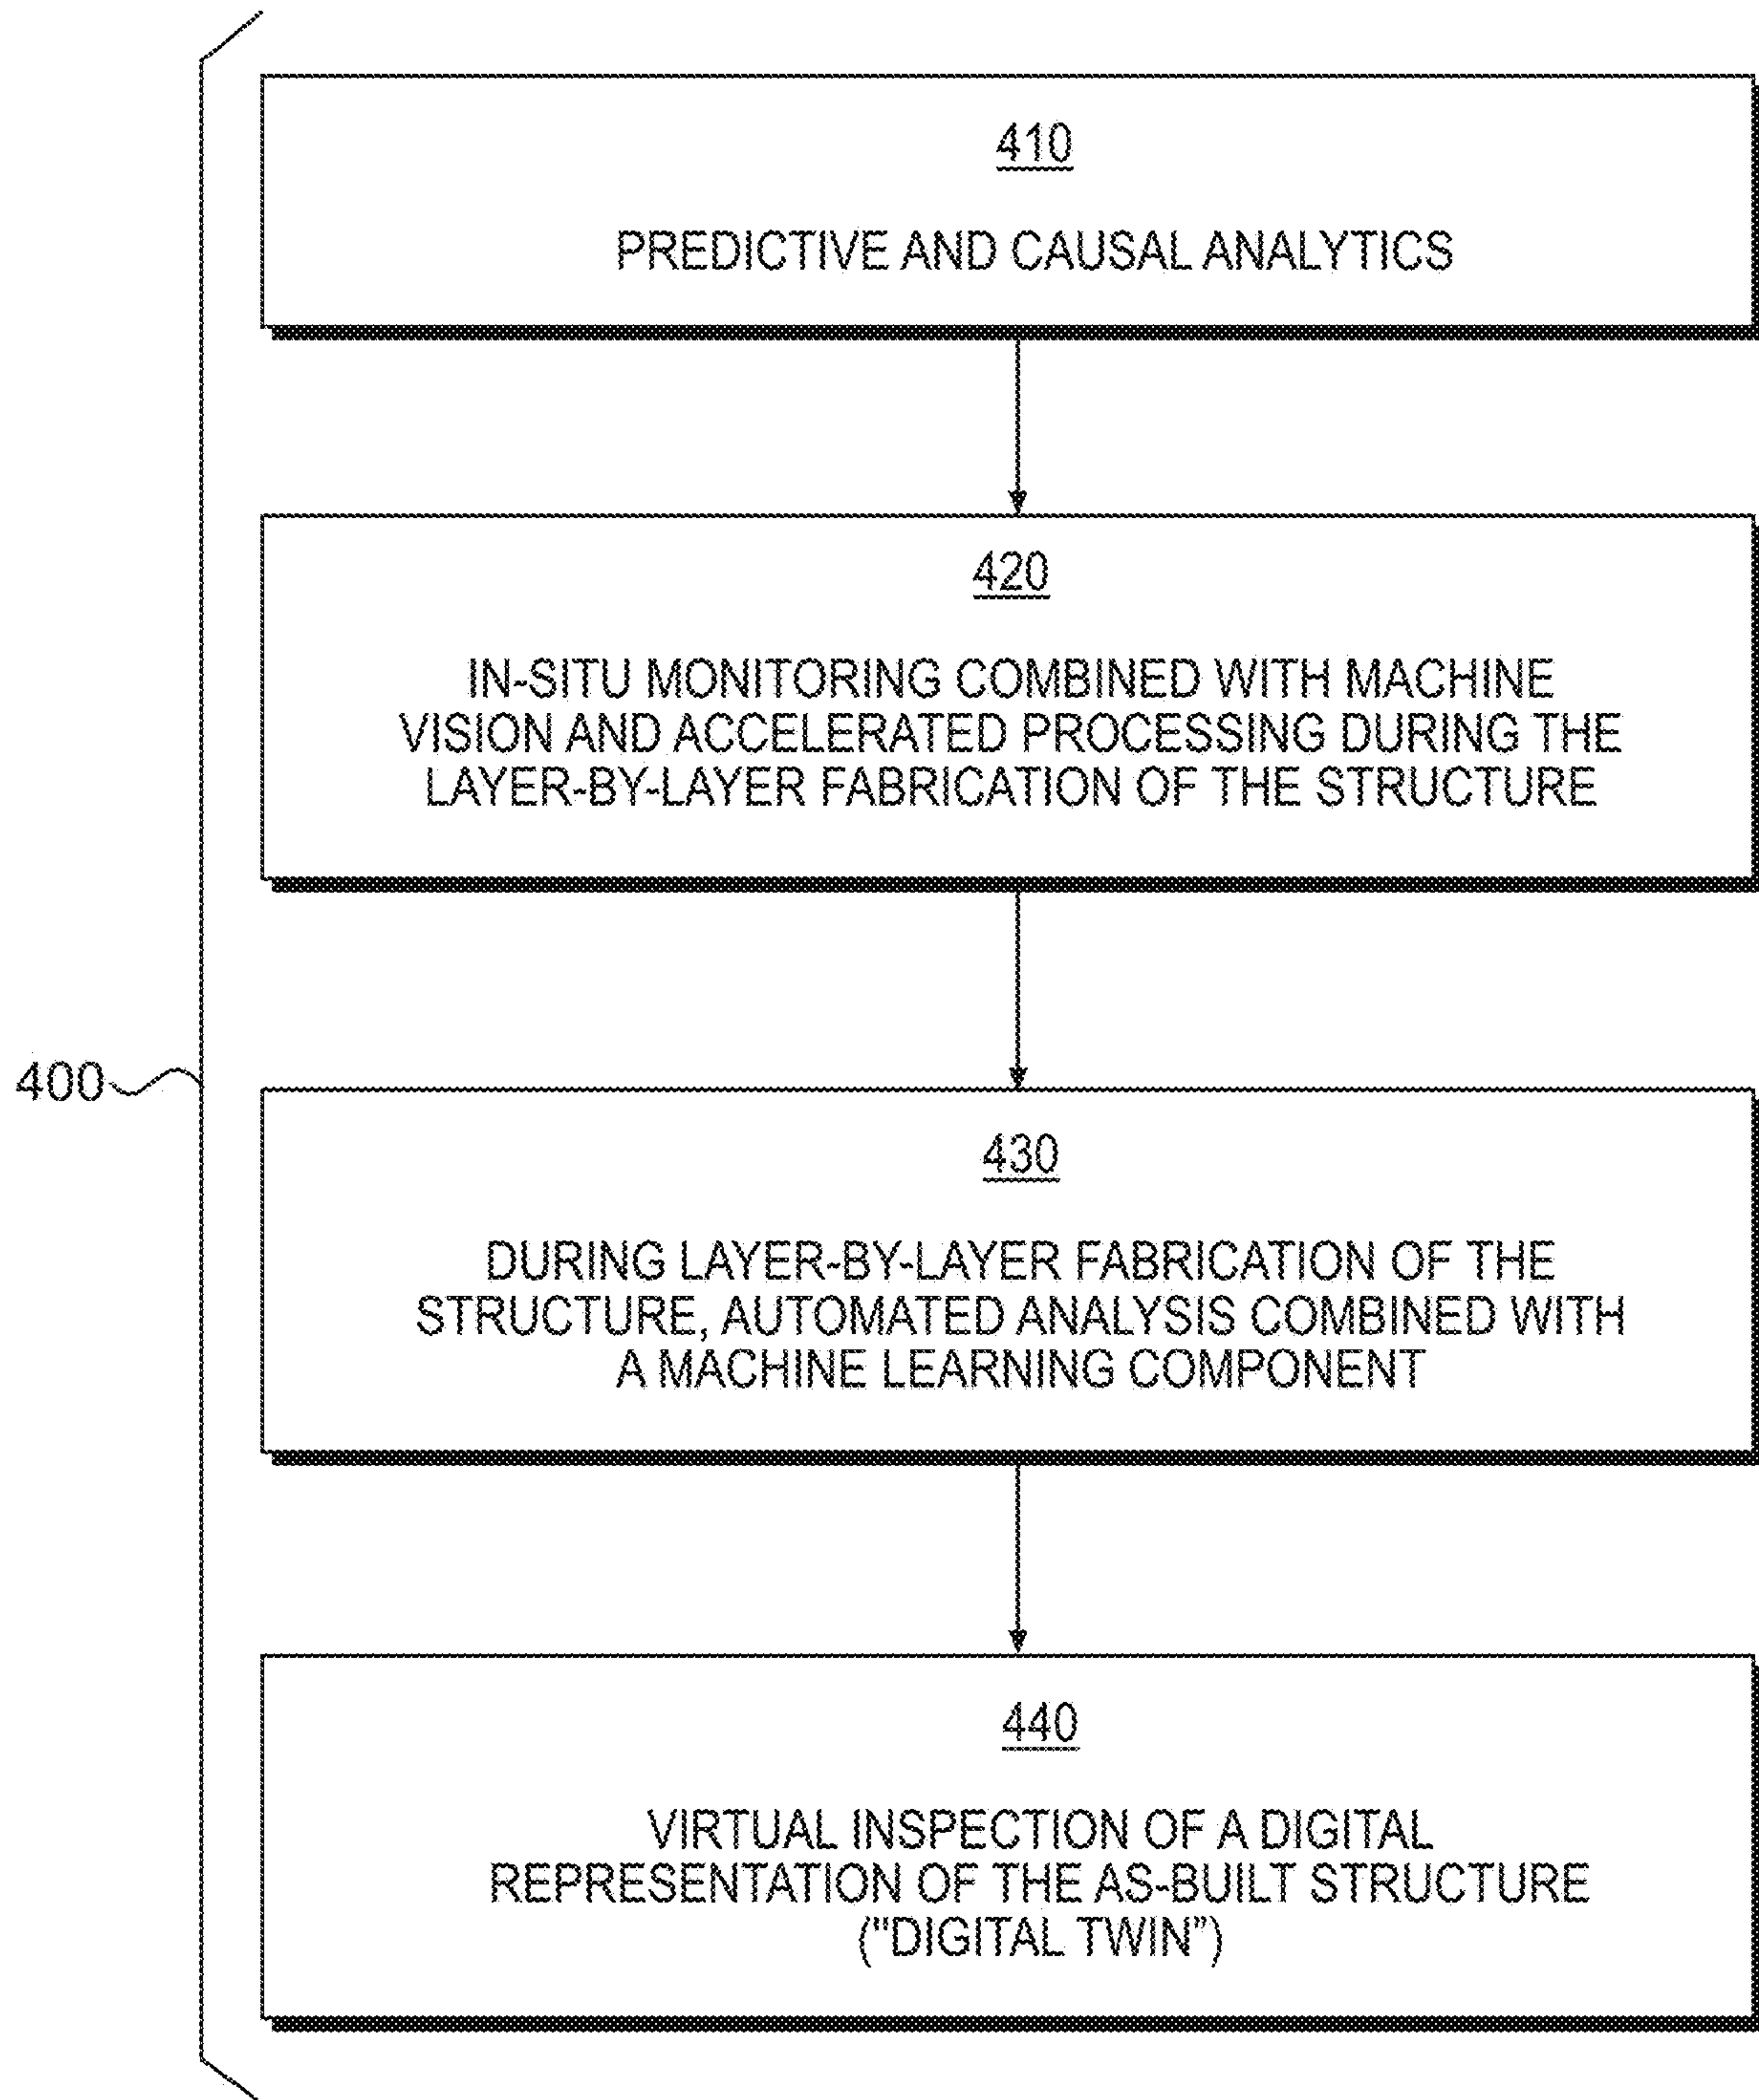 410
PREDICTIVE AND CAUSAL ANALYTICS
420
IN-SITU MONITORING COMBINED WITH MACHINE
VISION AND ACCELERATED PROCESSING DURING THE
LAYER-BY-LAYER FABRICATION OF THE STRUCTURE
400
430
DURING LAYER-BY-LAYER FABRICATION OF THE
STRUCTURE, AUTOMATED ANALYSIS COMBINED WITH
A MACHINE LEARNING COMPONENT
440
VIRTUAL INSPECTION OF A DIGITAL
REPRESENTATION OF THE AS-BUILT STRUCTURE
("DIGITAL TWIN”)